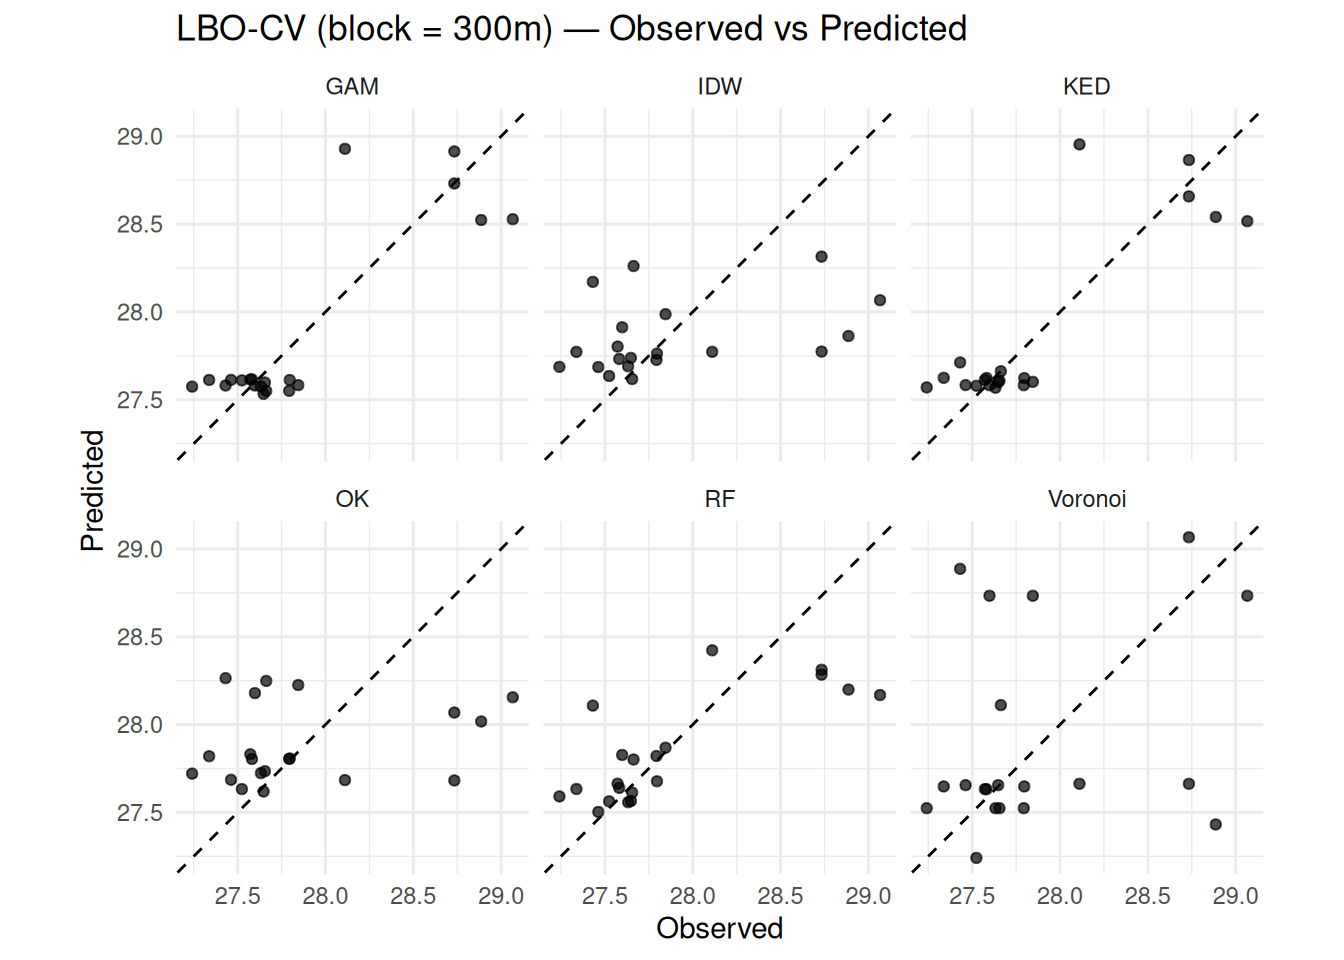 LBO-CV (block = 300m) — Observed vs Predicted
GAM IDW KED
29.0
28.5
28.0
27.5
Predicted
OK RF Voronoi
29.0
28.5
28.0
27.5
27.5 28.0 28.5 29.0 27.5 28.0 28.5 29.0 27.5 28.0 28.5 29.0
Observed